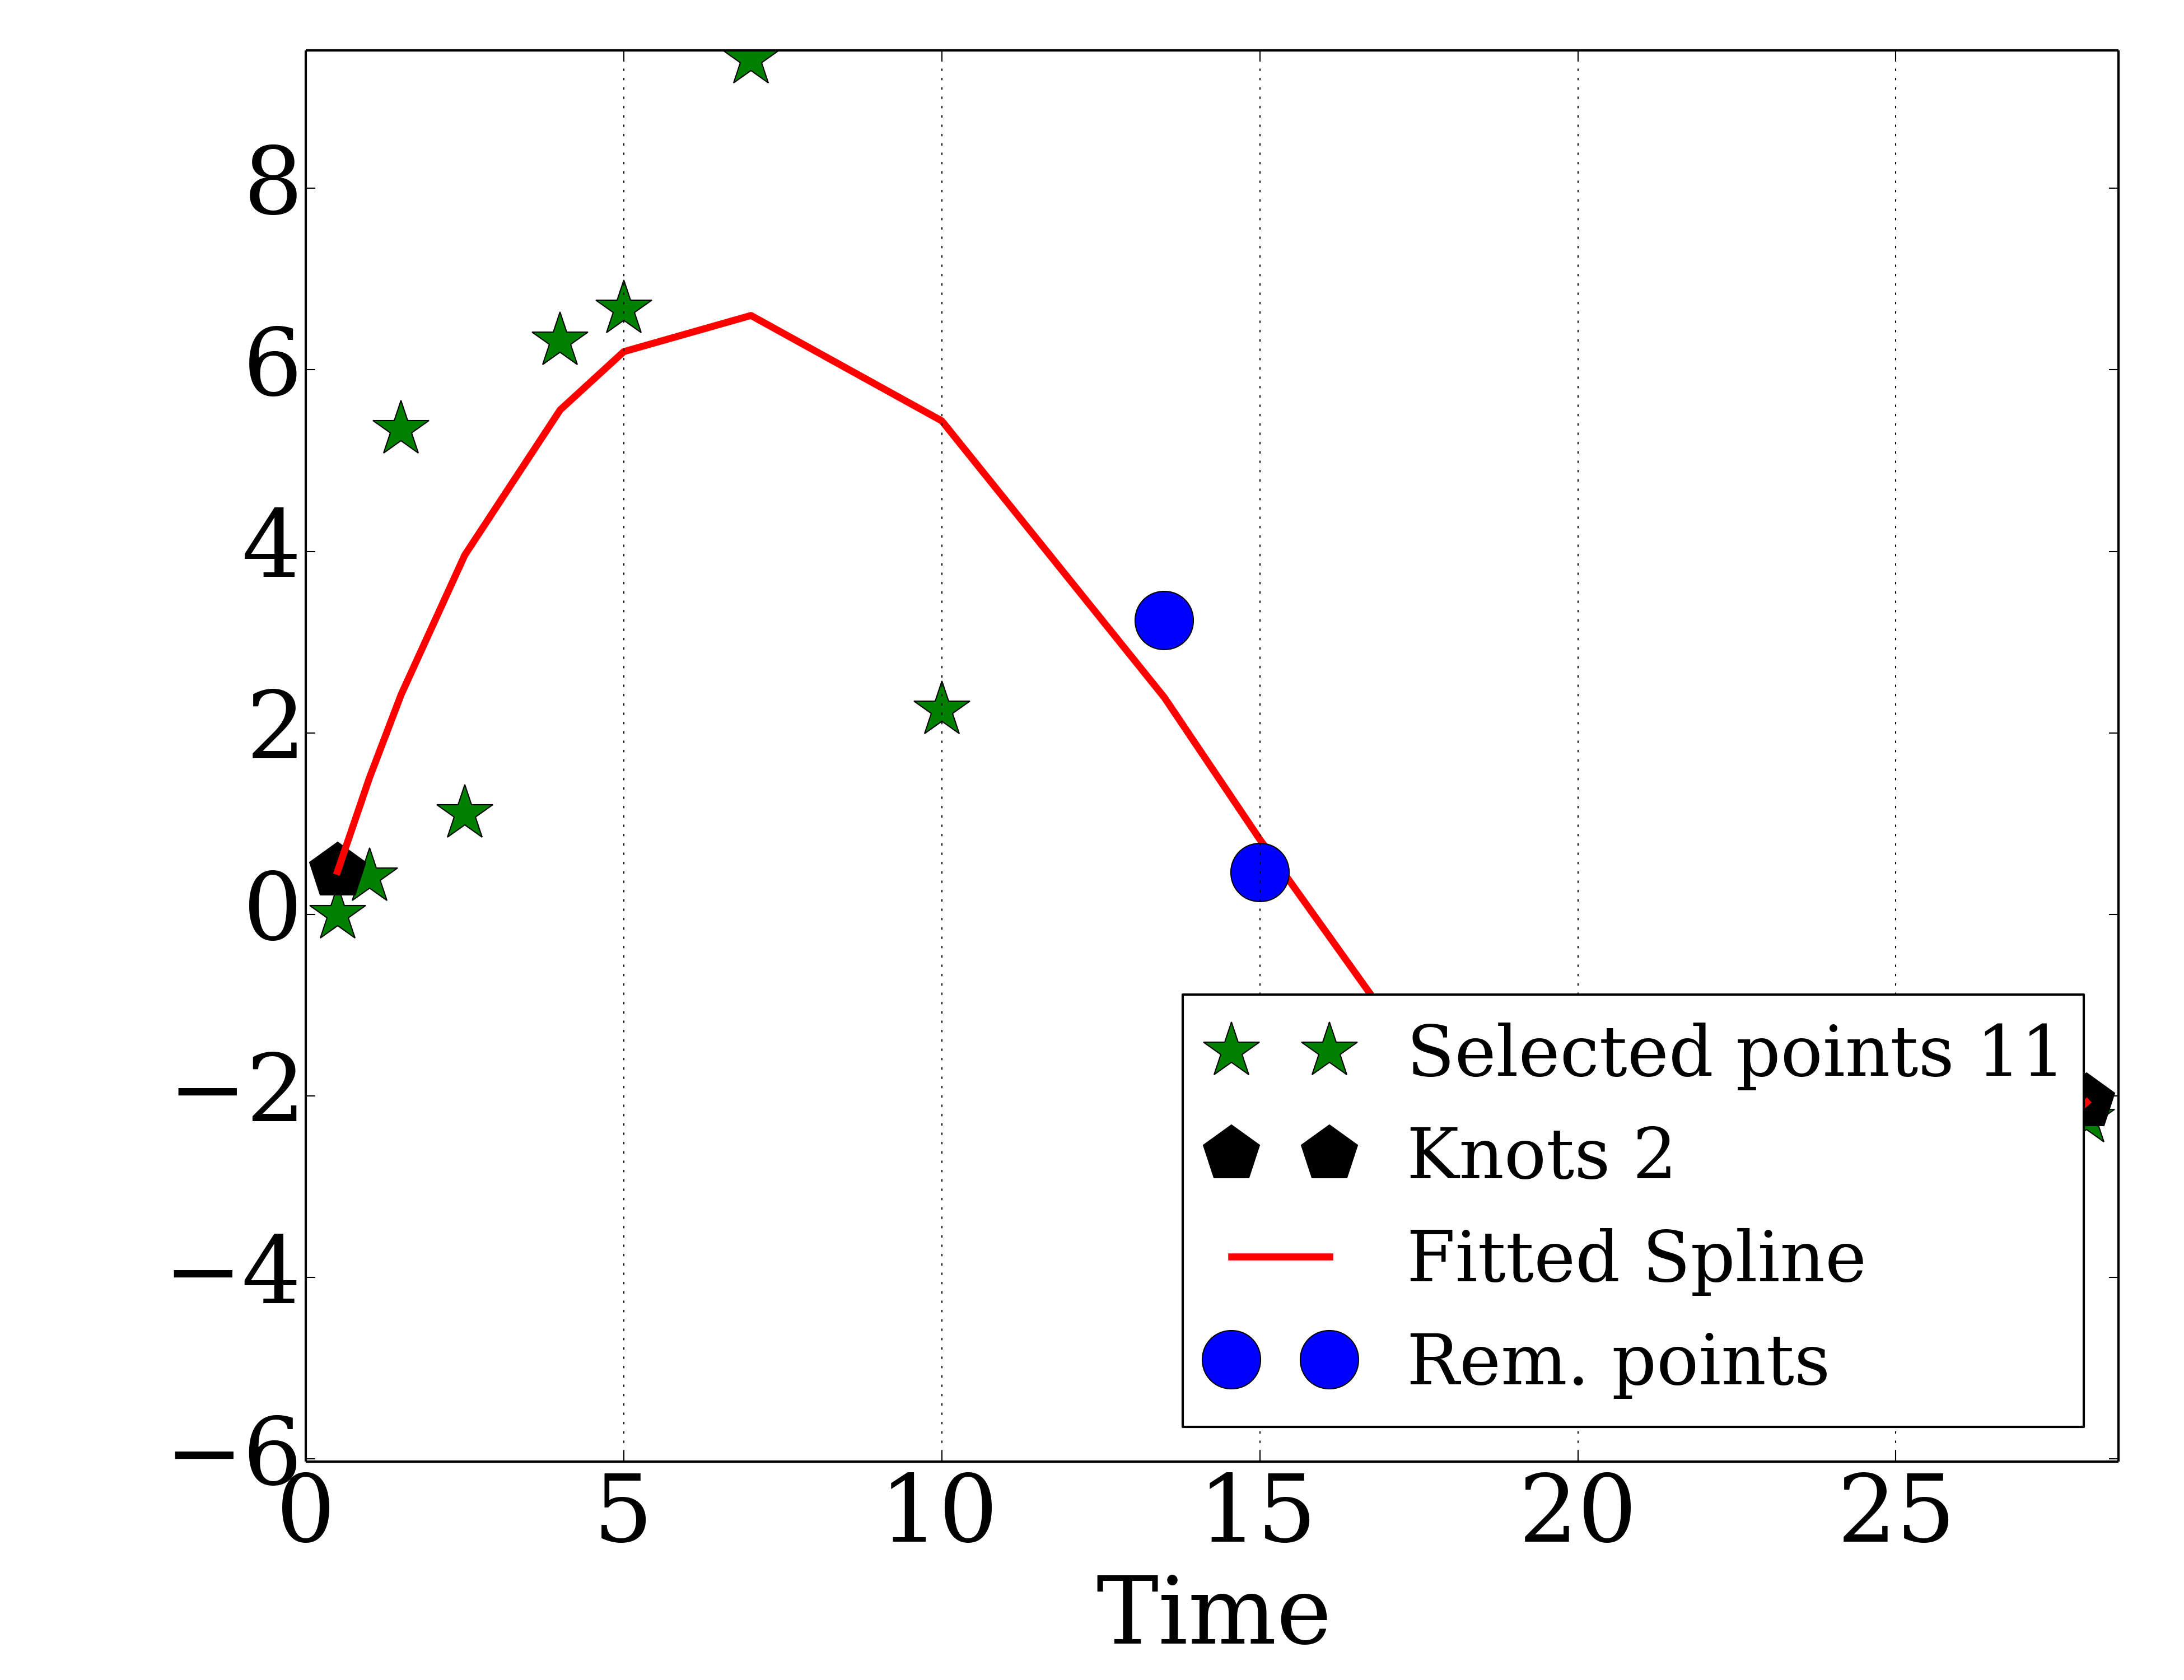 8
6
4
2
0
−2
−4
−6
0 5 10 15 20 25
Time
Selected points 11
Knots 2
Fitted Spline
Rem. points